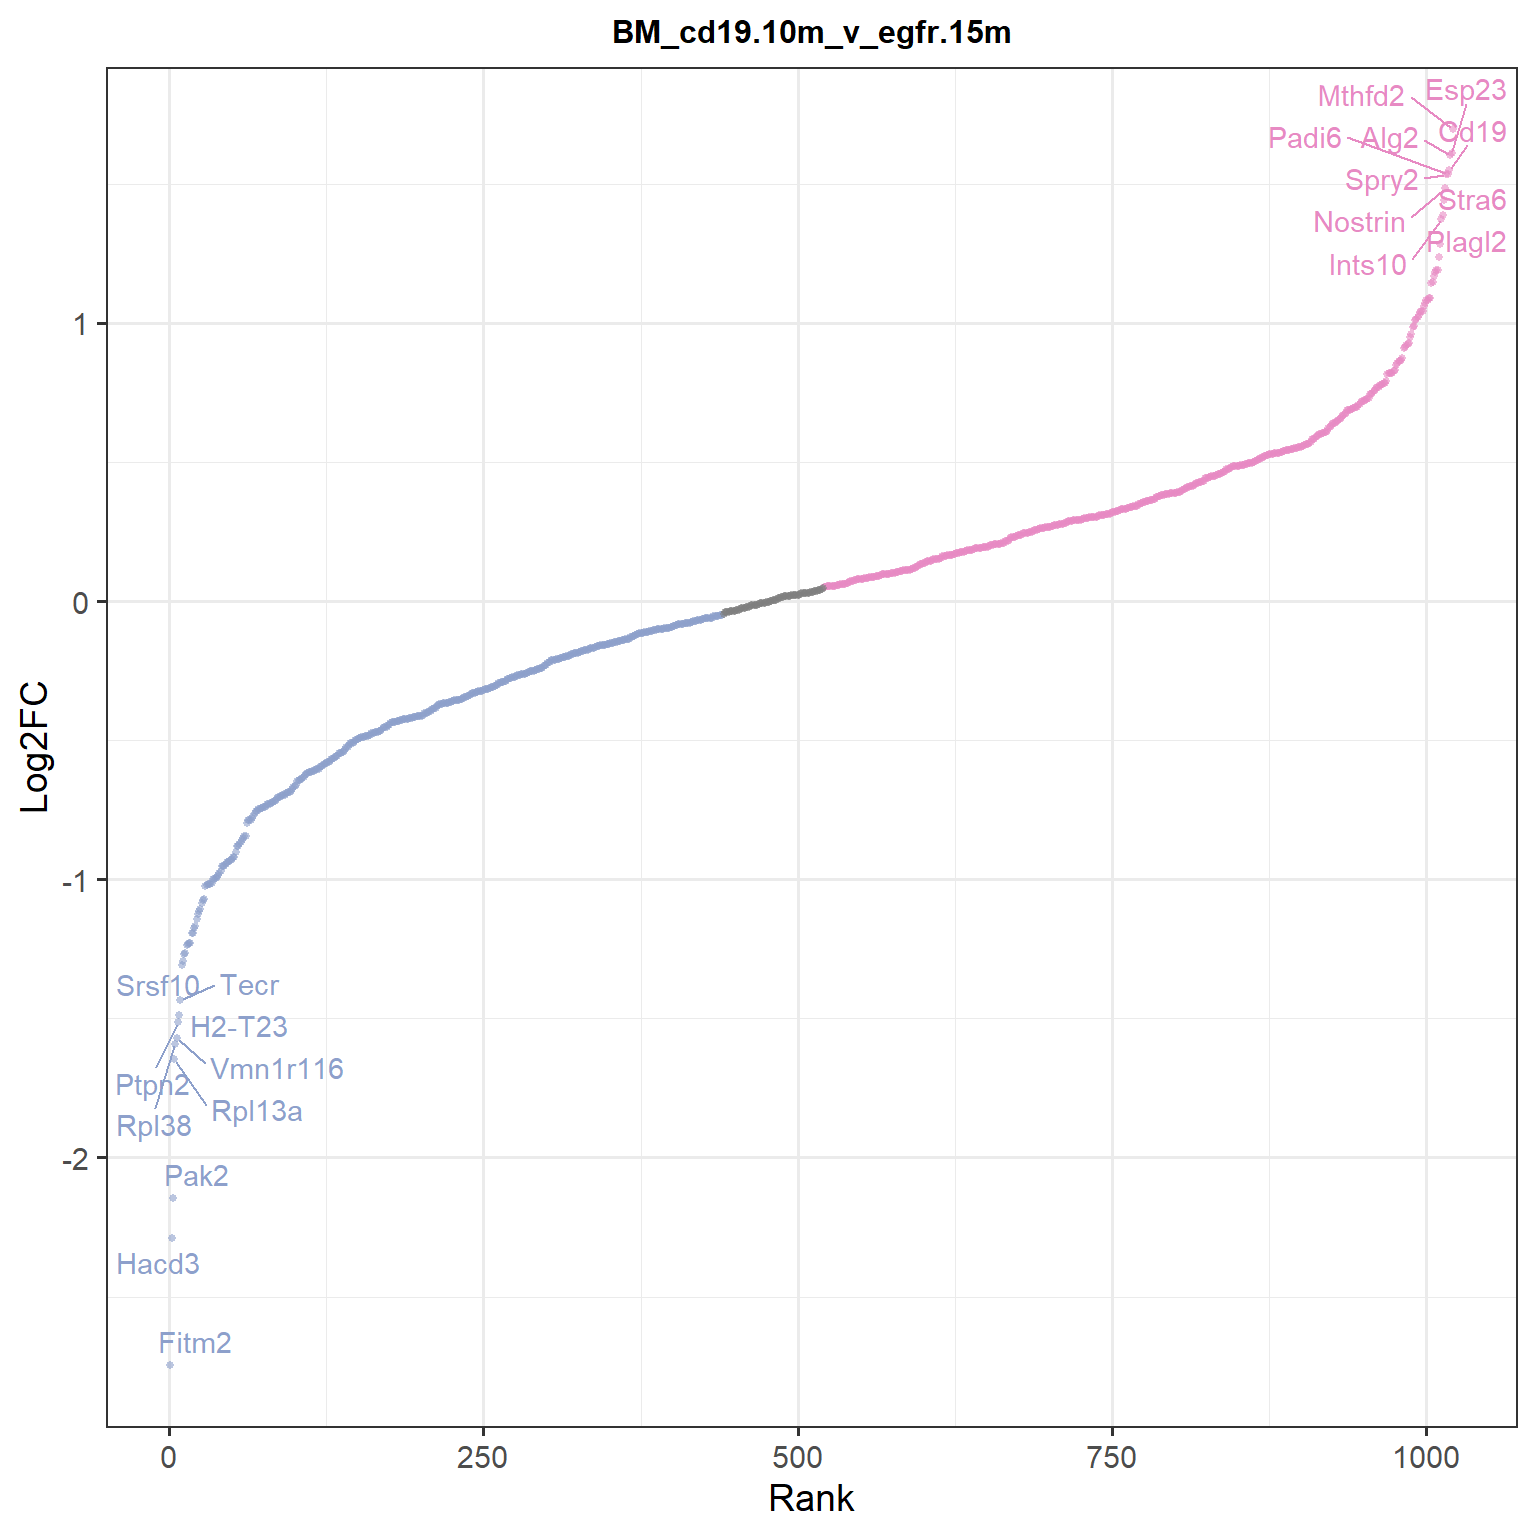 BM_cd19.10m_v_egfr.15m
Mthfd2
Esp23
Padi6
Alg2
Cd19
Spry2
Stra6
Nostrin
Plagl2
Ints10
1
0
-1
-2
Log2FC
Srsf10
Tecr
H2-T23
Vmn1r116
Ptpn2
Rpl13a
Rpl38
Pak2
Hacd3
Fitm2
0
250
500
750
1000
Rank